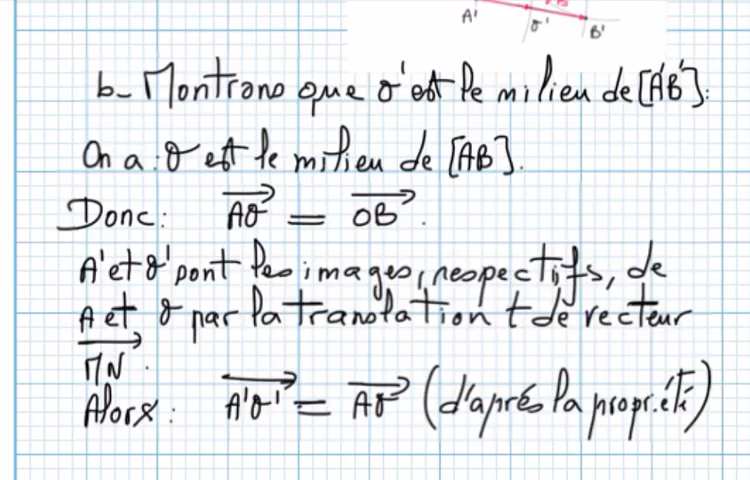 A' O' B'
b- Montrons que O' est le milieu de [A'B']:
On a : O est le milieu de [AB].
Donc: AO = OB.
A' et O' sont les images, respectifs, de
A et O par la translation t de vecteur
MN.
Alors: A'O' = AO (d'aprés la propriété)